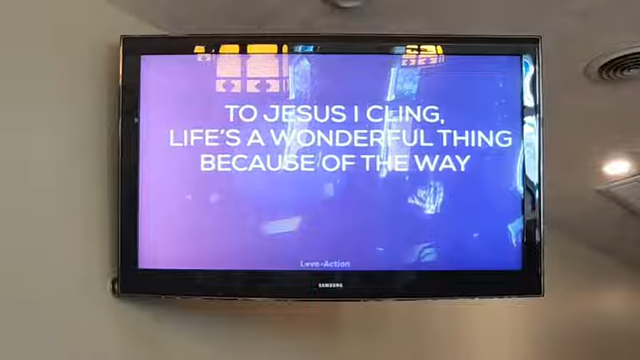 TO JESUS I CLING,
LIFE'S A WONDERFUL THING
BECAUSE OF THE WAY
Love-Action
SAMSUNG